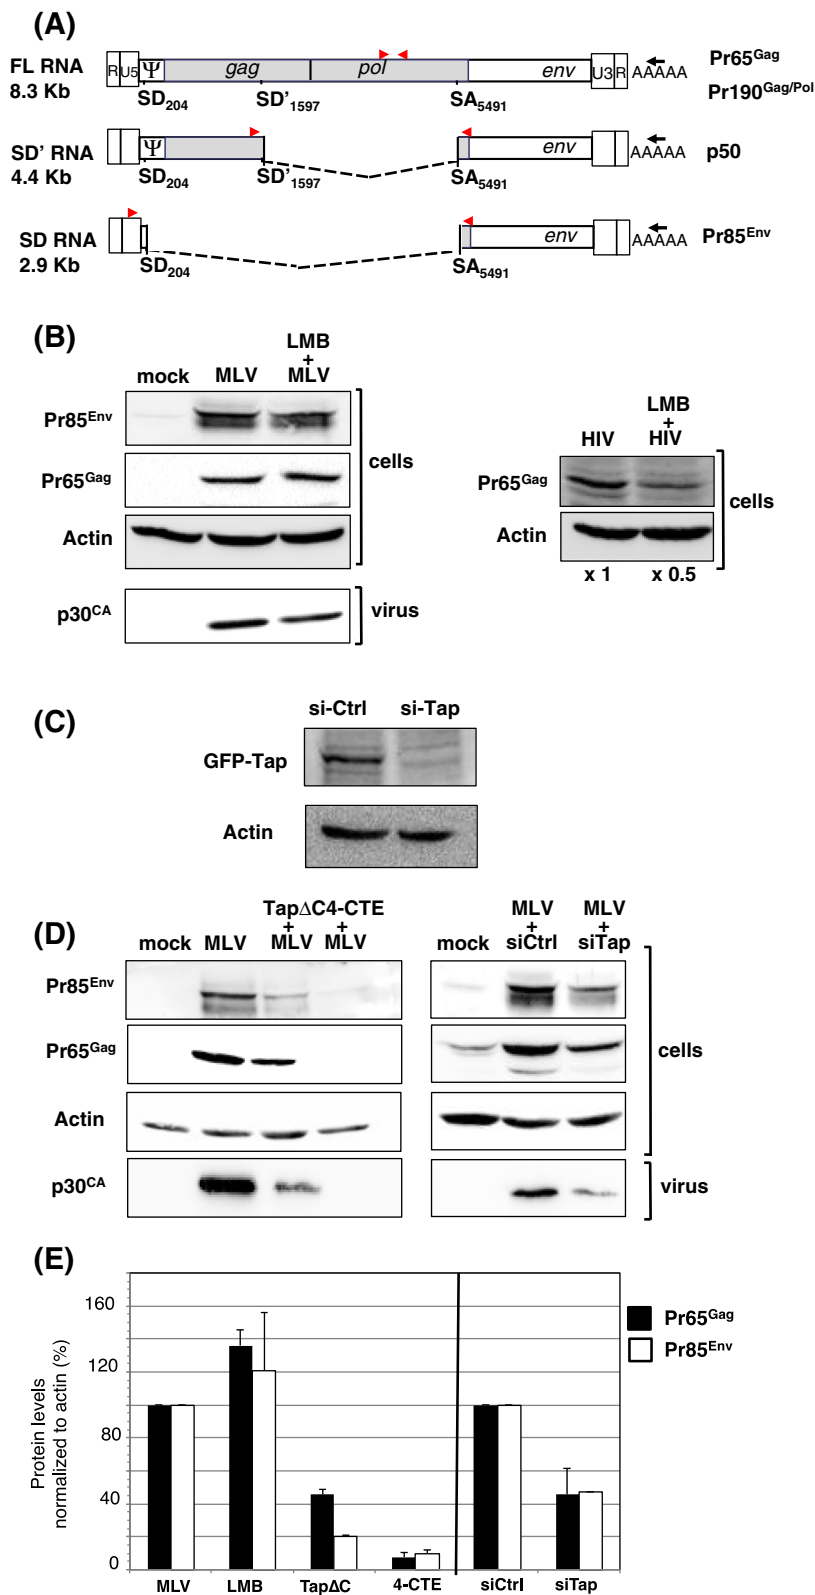 (A)
FL RNA
8.3 Kb
R U5 Ψ gag pol env U3 R AAAAA
Pr65Gag
Pr190Gag/Pol
SD204 SD'1597 SA5491
SD' RNA
4.4 Kb
Ψ env AAAAA
p50
SD204 SD'1597 SA5491
SD RNA
2.9 Kb
env AAAAA
Pr85Env
SD204 SA5491
(B)
mock MLV LMB + MLV
Pr85Env
Pr65Gag
Actin
cells
p30CA
virus
HIV LMB + HIV
Pr65Gag
Actin
cells
x 1 x 0.5
(C)
si-Ctrl si-Tap
GFP-Tap
Actin
(D)
mock MLV TapΔC + MLV 4-CTE + MLV
mock MLV + siCtrl MLV + siTap
Pr85Env
Pr65Gag
Actin
cells
p30CA
virus
(E)
Protein levels
normalized to actin (%)
160
120
80
40
0
MLV LMB TapΔC 4-CTE siCtrl siTap
Pr65Gag
Pr85Env